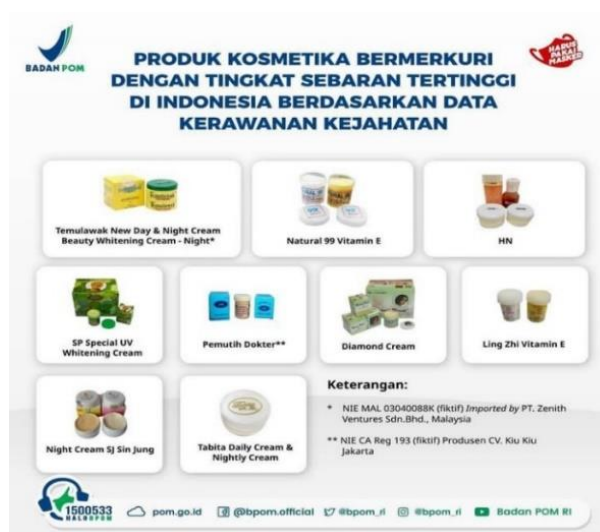 BADAN POM
HARUS
PAKAI
MASKER
PRODUK KOSMETIKA BERMERKURI
DENGAN TINGKAT SEBARAN TERTINGGI
DI INDONESIA BERDASARKAN DATA
KERAWANAN KEJAHATAN
Temulawak New Day & Night Cream
Beauty Whitening Cream - Night*
Natural 99 Vitamin E
HN
SP Special UV
Whitening Cream
Pemutih Dokter**
Diamond Cream
Ling Zhi Vitamin E
Night Cream SJ Sin Jung
Tabita Daily Cream &
Nightly Cream
Keterangan:
* NIE MAL 03040088K (fiktif) Imported by PT. Zenith
Ventures Sdn.Bhd., Malaysia
** NIE CA Reg 193 (fiktif) Produsen CV. Kiu Kiu
Jakarta
1500533
HALOBPOM
pom.go.id
@bpom.official
@bpom_ri
@bpom_ri
Badan POM RI